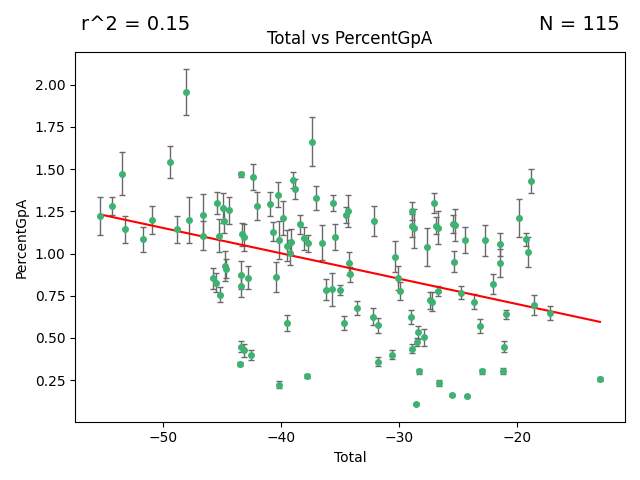 r^2 = 0.15
N = 115
Total vs PercentGpA
2.00
1.75
1.50
1.25
1.00
0.75
0.50
0.25
PercentGpA
−50
−40
−30
−20
Total